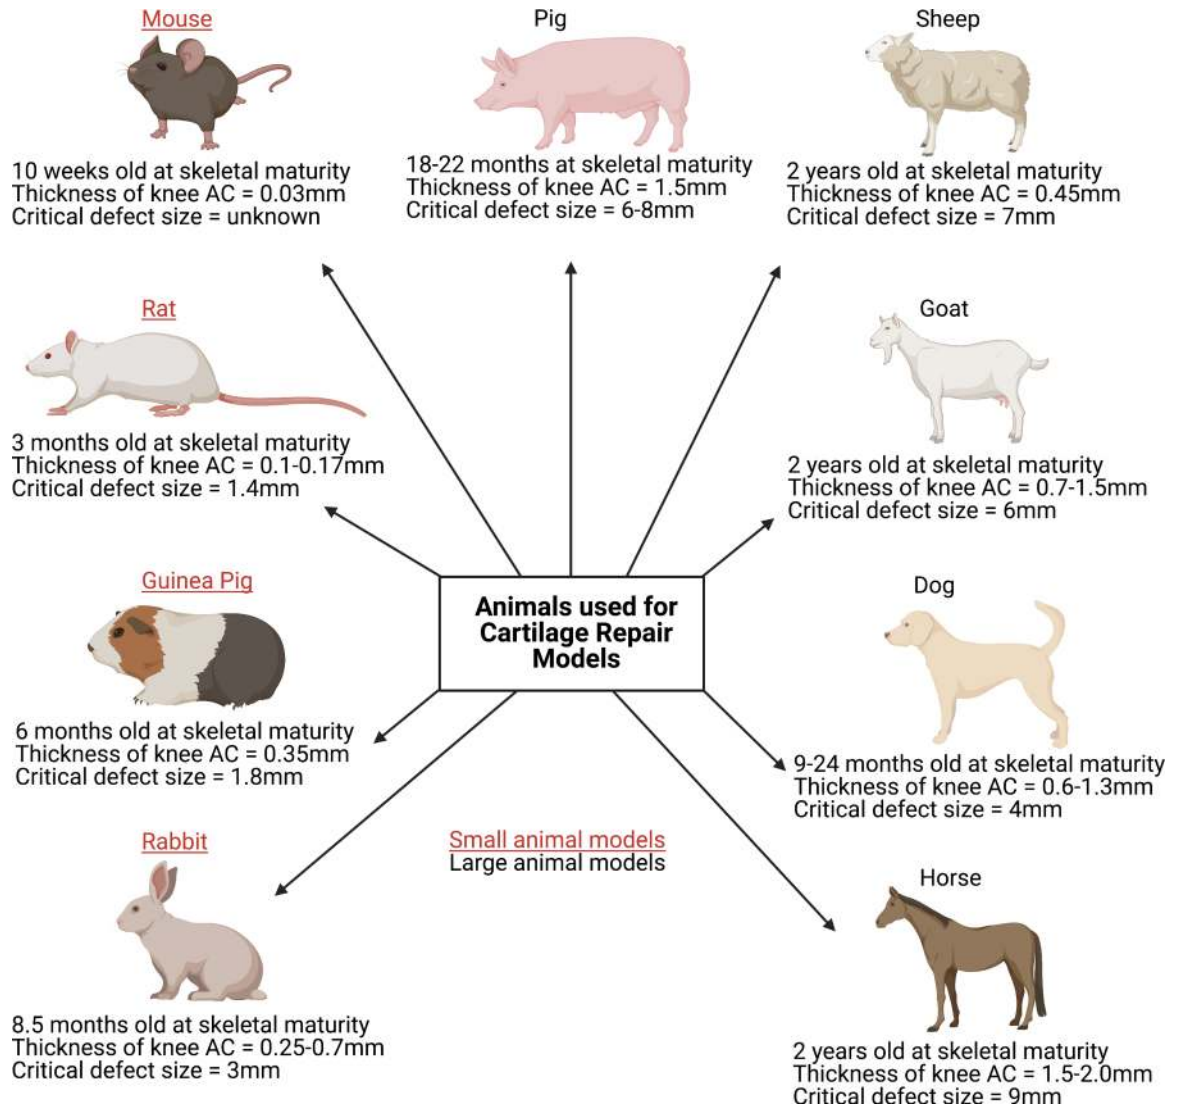 Mouse
10 weeks old at skeletal maturity
Thickness of knee AC = 0.03mm
Critical defect size = unknown
Pig
18-22 months at skeletal maturity
Thickness of knee AC = 1.5mm
Critical defect size = 6-8mm
Sheep
2 years old at skeletal maturity
Thickness of knee AC = 0.45mm
Critical defect size = 7mm
Rat
3 months old at skeletal maturity
Thickness of knee AC = 0.1-0.17mm
Critical defect size = 1.4mm
Goat
2 years old at skeletal maturity
Thickness of knee AC = 0.7-1.5mm
Critical defect size = 6mm
Guinea Pig
6 months old at skeletal maturity
Thickness of knee AC = 0.35mm
Critical defect size = 1.8mm
Animals used for
Cartilage Repair
Models
Dog
9-24 months old at skeletal maturity
Thickness of knee AC = 0.6-1.3mm
Critical defect size = 4mm
Rabbit
8.5 months old at skeletal maturity
Thickness of knee AC = 0.25-0.7mm
Critical defect size = 3mm
Small animal models
Large animal models
Horse
2 years old at skeletal maturity
Thickness of knee AC = 1.5-2.0mm
Critical defect size = 9mm